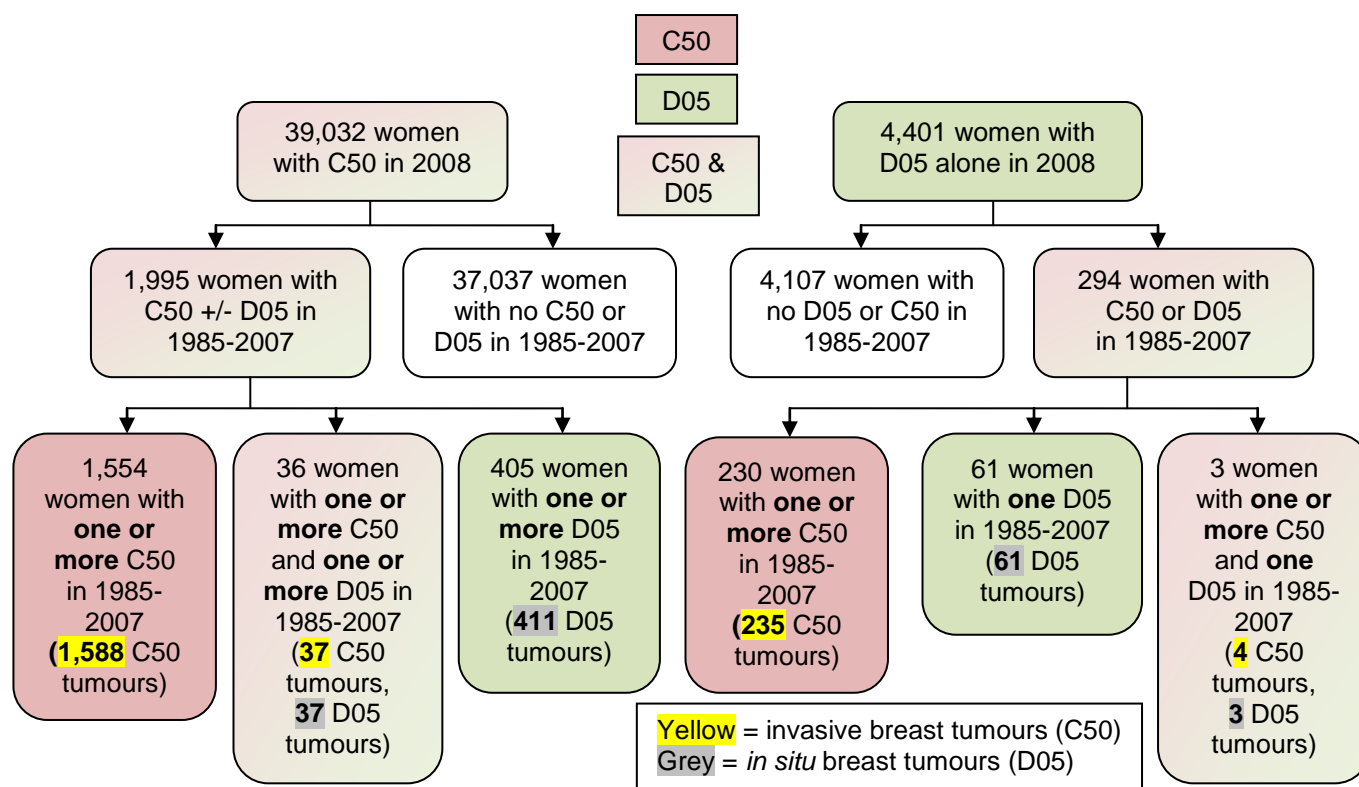 C50
D05
C50 &
D05
39,032 women
with C50 in 2008
4,401 women with
D05 alone in 2008
1,995 women with
C50 +/- D05 in
1985-2007
37,037 women
with no C50 or
D05 in 1985-2007
4,107 women with
no D05 or C50 in
1985-2007
294 women with
C50 or D05
in 1985-2007
1,554
women with
one or
more C50
in 1985-
2007
(1,588 C50
tumours)
36 women
with one or
more C50
and one or
more D05 in
1985-2007
(37 C50
tumours,
37 D05
tumours)
405 women
with one or
more D05
in 1985-
2007
(411 D05
tumours)
230 women
with one or
more C50
in 1985-
2007
(235 C50
tumours)
61 women
with one D05
in 1985-2007
(61 D05
tumours)
3 women
with one or
more C50
and one
D05 in 1985-
2007
(4 C50
tumours,
3 D05
tumours)
Yellow = invasive breast tumours (C50)
Grey = in situ breast tumours (D05)